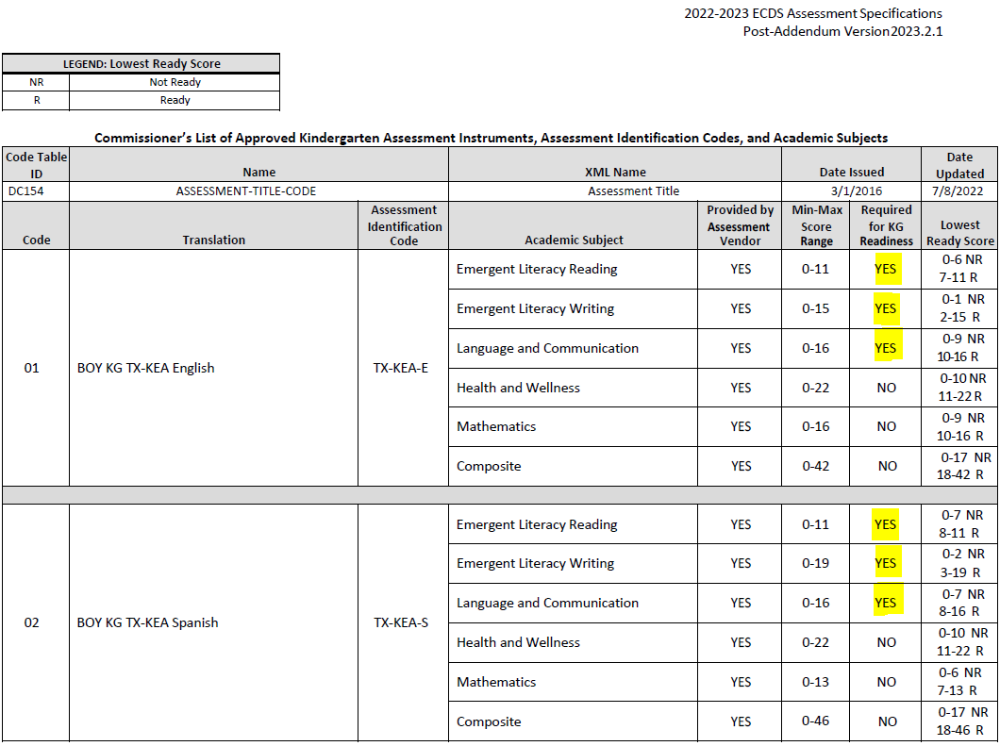 2022-2023 ECDS Assessment Specifications
Post-Addendum Version 2023.2.1
LEGEND: Lowest Ready Score
NR Not Ready
R Ready
Commissioner's List of Approved Kindergarten Assessment Instruments, Assessment Identification Codes, and Academic Subjects
Code Table ID Name XML Name Date Issued Date Updated
DC154 ASSESSMENT-TITLE-CODE Assessment Title 3/1/2016 7/8/2022
Code Translation Assessment Identification Code Academic Subject Provided by Assessment Vendor Min-Max Score Range Required for KG Readiness Lowest Ready Score
01 BOY KG TX-KEA English TX-KEA-E
Emergent Literacy Reading YES 0-11 YES 0-6 NR 7-11 R
Emergent Literacy Writing YES 0-15 YES 0-1 NR 2-15 R
Language and Communication YES 0-16 YES 0-9 NR 10-16 R
Health and Wellness YES 0-22 NO 0-10 NR 11-22 R
Mathematics YES 0-16 NO 0-9 NR 10-16 R
Composite YES 0-42 NO 0-17 NR 18-42 R
02 BOY KG TX-KEA Spanish TX-KEA-S
Emergent Literacy Reading YES 0-11 YES 0-7 NR 8-11 R
Emergent Literacy Writing YES 0-19 YES 0-2 NR 3-19 R
Language and Communication YES 0-16 YES 0-7 NR 8-16 R
Health and Wellness YES 0-22 NO 0-10 NR 11-22 R
Mathematics YES 0-13 NO 0-6 NR 7-13 R
Composite YES 0-46 NO 0-17 NR 18-46 R